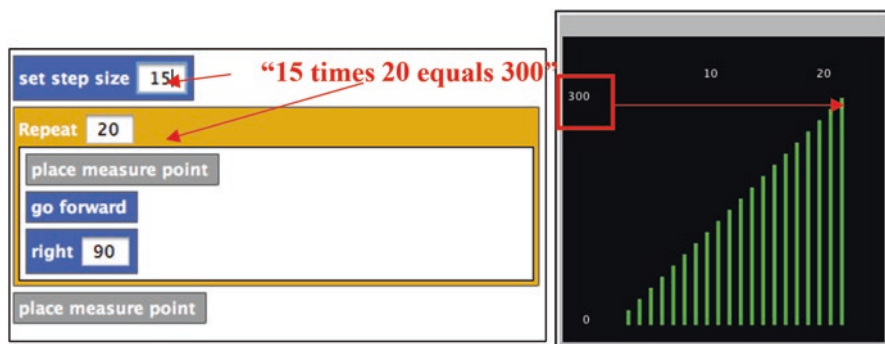 set step size 15
“15 times 20 equals 300”
Repeat 20
place measure point
go forward
right 90
place measure point
10 20
300
0